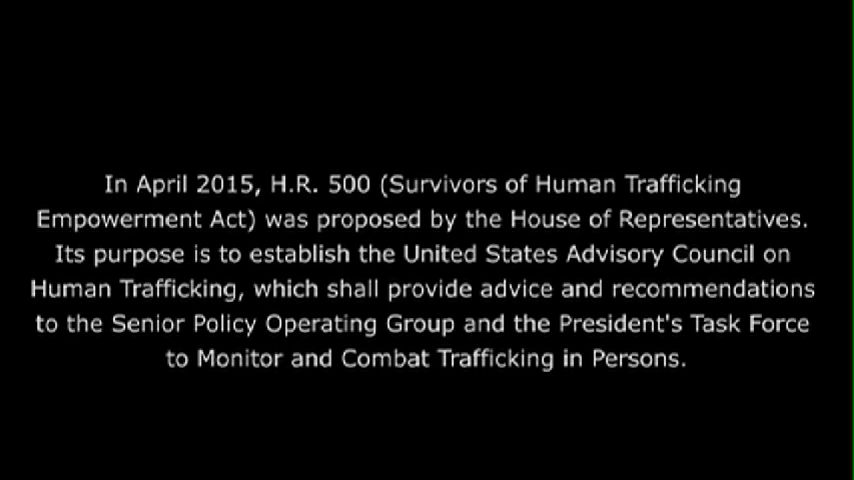 In April 2015, H.R. 500 (Survivors of Human Trafficking
Empowerment Act) was proposed by the House of Representatives.
Its purpose is to establish the United States Advisory Council on
Human Trafficking, which shall provide advice and recommendations
to the Senior Policy Operating Group and the President's Task Force
to Monitor and Combat Trafficking in Persons.